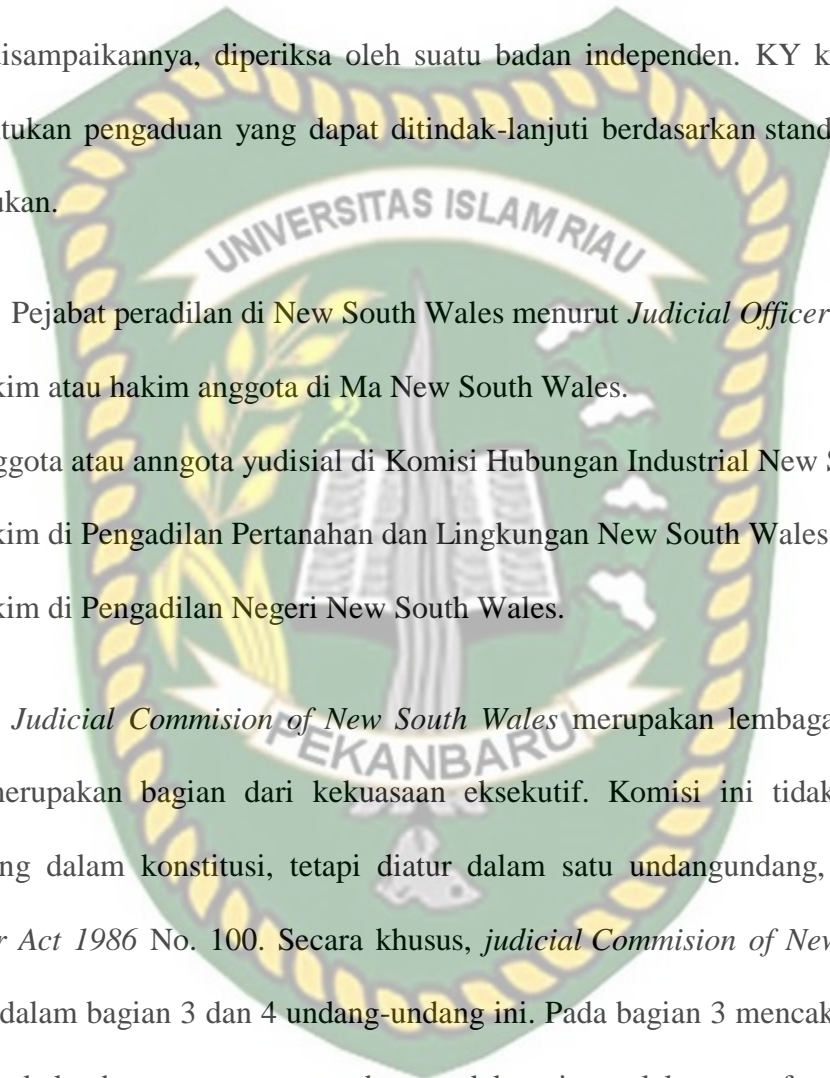 disampaikannya, diperiksa oleh suatu badan independen. KY k
tukan pengaduan yang dapat ditindak-lanjuti berdasarkan stand
ukan.
UNIVERSITAS ISLAM RIAU
Pejabat peradilan di New South Wales menurut Judicial Officer
kim atau hakim anggota di Ma New South Wales.
ggota atau anngota yudisial di Komisi Hubungan Industrial New S
kim di Pengadilan Pertanahan dan Lingkungan New South Wales
kim di Pengadilan Negeri New South Wales.
Judicial Commision of New South Wales merupakan lembaga
PEKANBARU
nerupakan bagian dari kekuasaan eksekutif. Komisi ini tidak
ng dalam konstitusi, tetapi diatur dalam satu undangundang,
r Act 1986 No. 100. Secara khusus, judicial Commision of New
dalam bagian 3 dan 4 undang-undang ini. Pada bagian 3 mencak